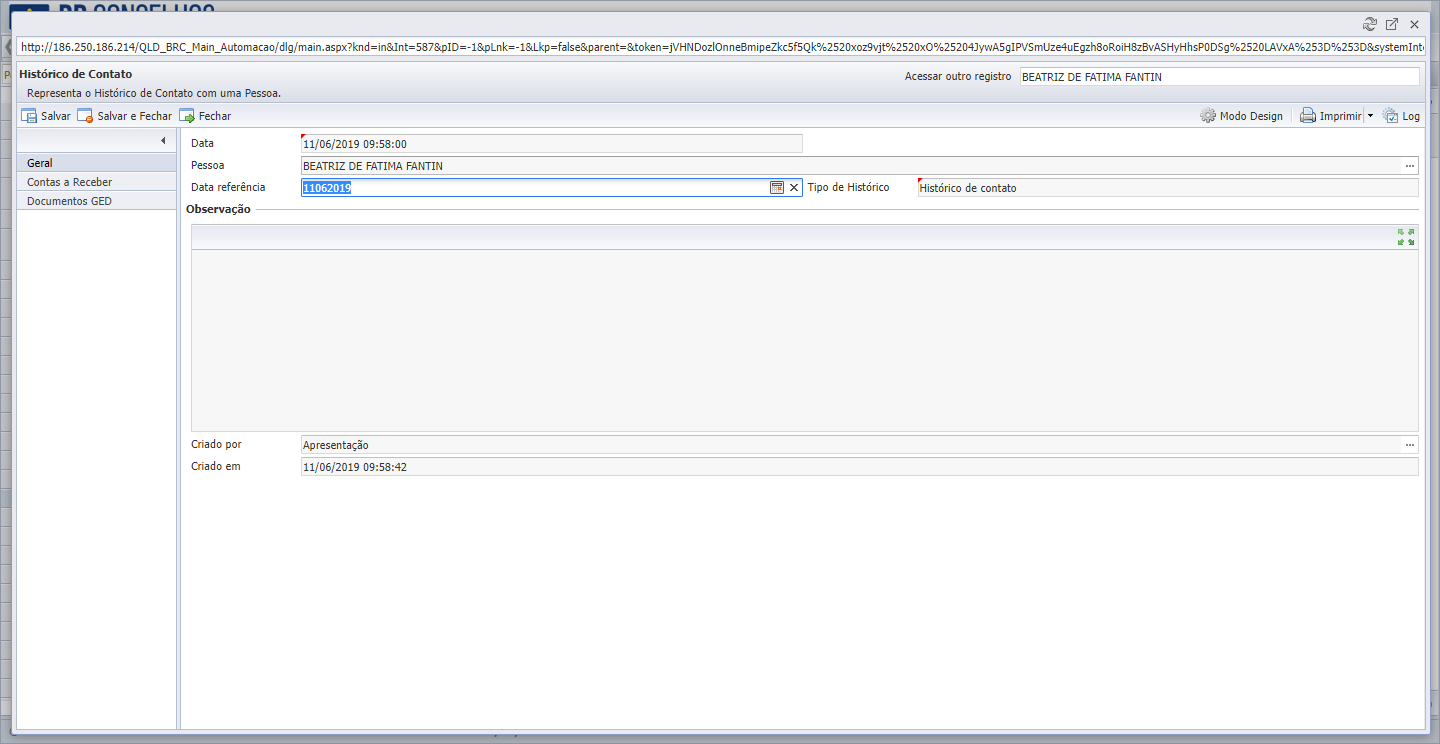 http://186.250.186.214/QLD_BRC_Main_Automacao/dlg/main.aspx?knd=in&Int=587&pID=-1&pLnk=-1&Lkp=false&parent=&token=jVHNDozlOnneBmipeZkc5f5Qk%2520xoz9vjt%2520xO%25204JywA5gIPVSmUze4uEgzh8oRoiH8zBvASHyHhsP0DSg%2520LAVxA%253D%253D&systemInt
Histórico de Contato
Acessar outro registro BEATRIZ DE FATIMA FANTIN
Representa o Histórico de Contato com uma Pessoa.
Salvar Salvar e Fechar Fechar Modo Design Imprimir Log
Geral
Contas a Receber
Documentos GED
Data 11/06/2019 09:58:00
Pessoa BEATRIZ DE FATIMA FANTIN
Data referência 11062019 Tipo de Histórico Histórico de contato
Observação
Criado por Apresentação
Criado em 11/06/2019 09:58:42